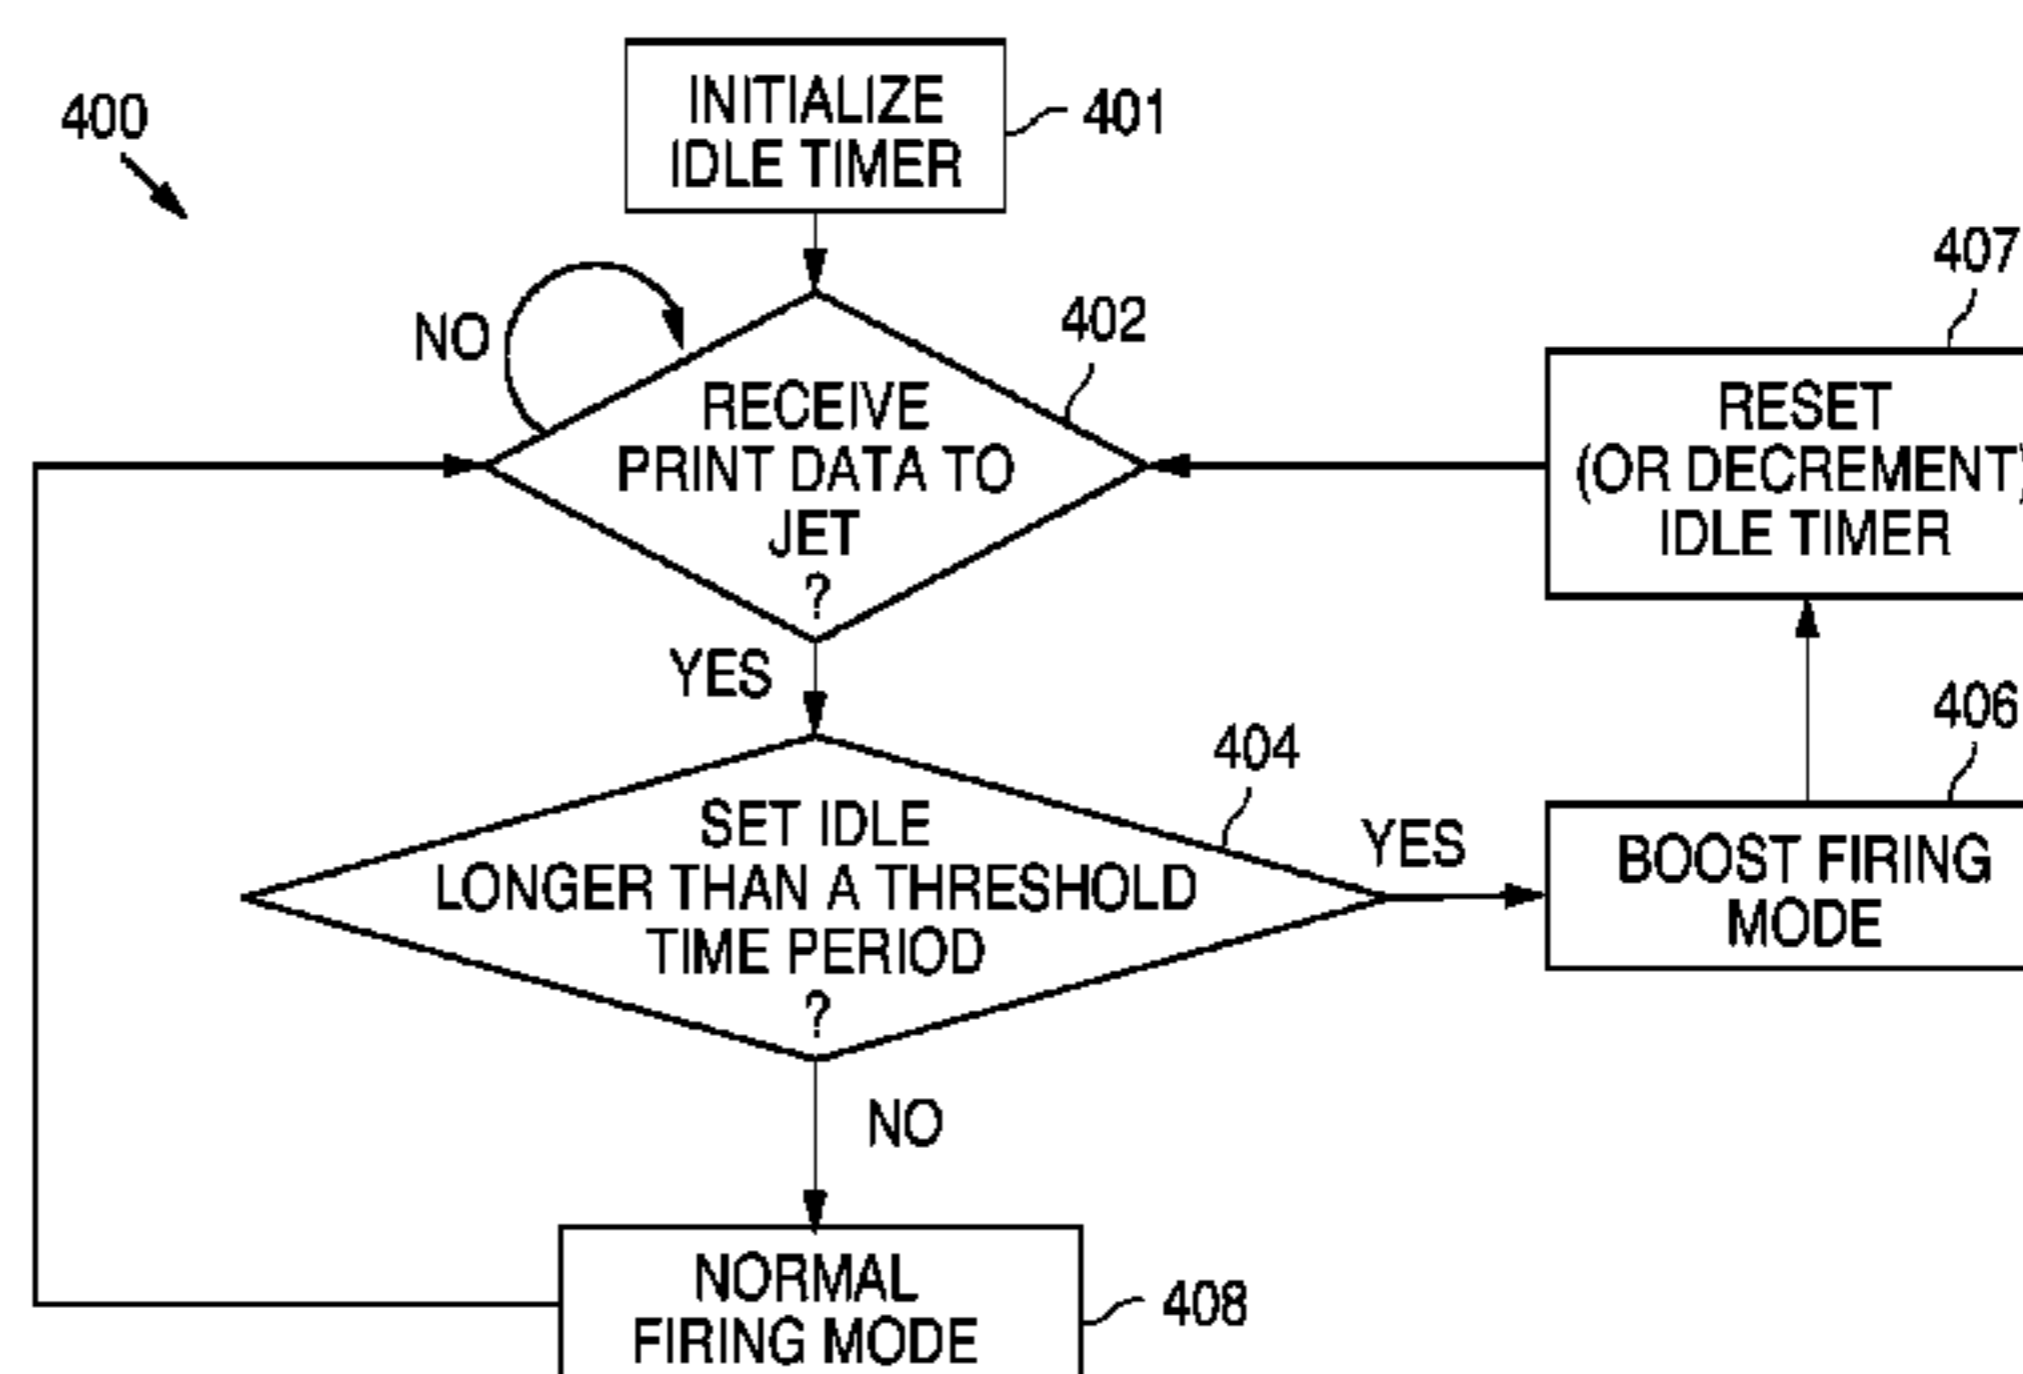 400
INITIALIZE
IDLE TIMER
401
NO
402
RECEIVE
PRINT DATA TO
JET
?
407
RESET
(OR DECREMENT)
IDLE TIMER
YES
404
SET IDLE
LONGER THAN A THRESHOLD
TIME PERIOD
?
YES
406
BOOST FIRING
MODE
NO
NORMAL
FIRING MODE
408